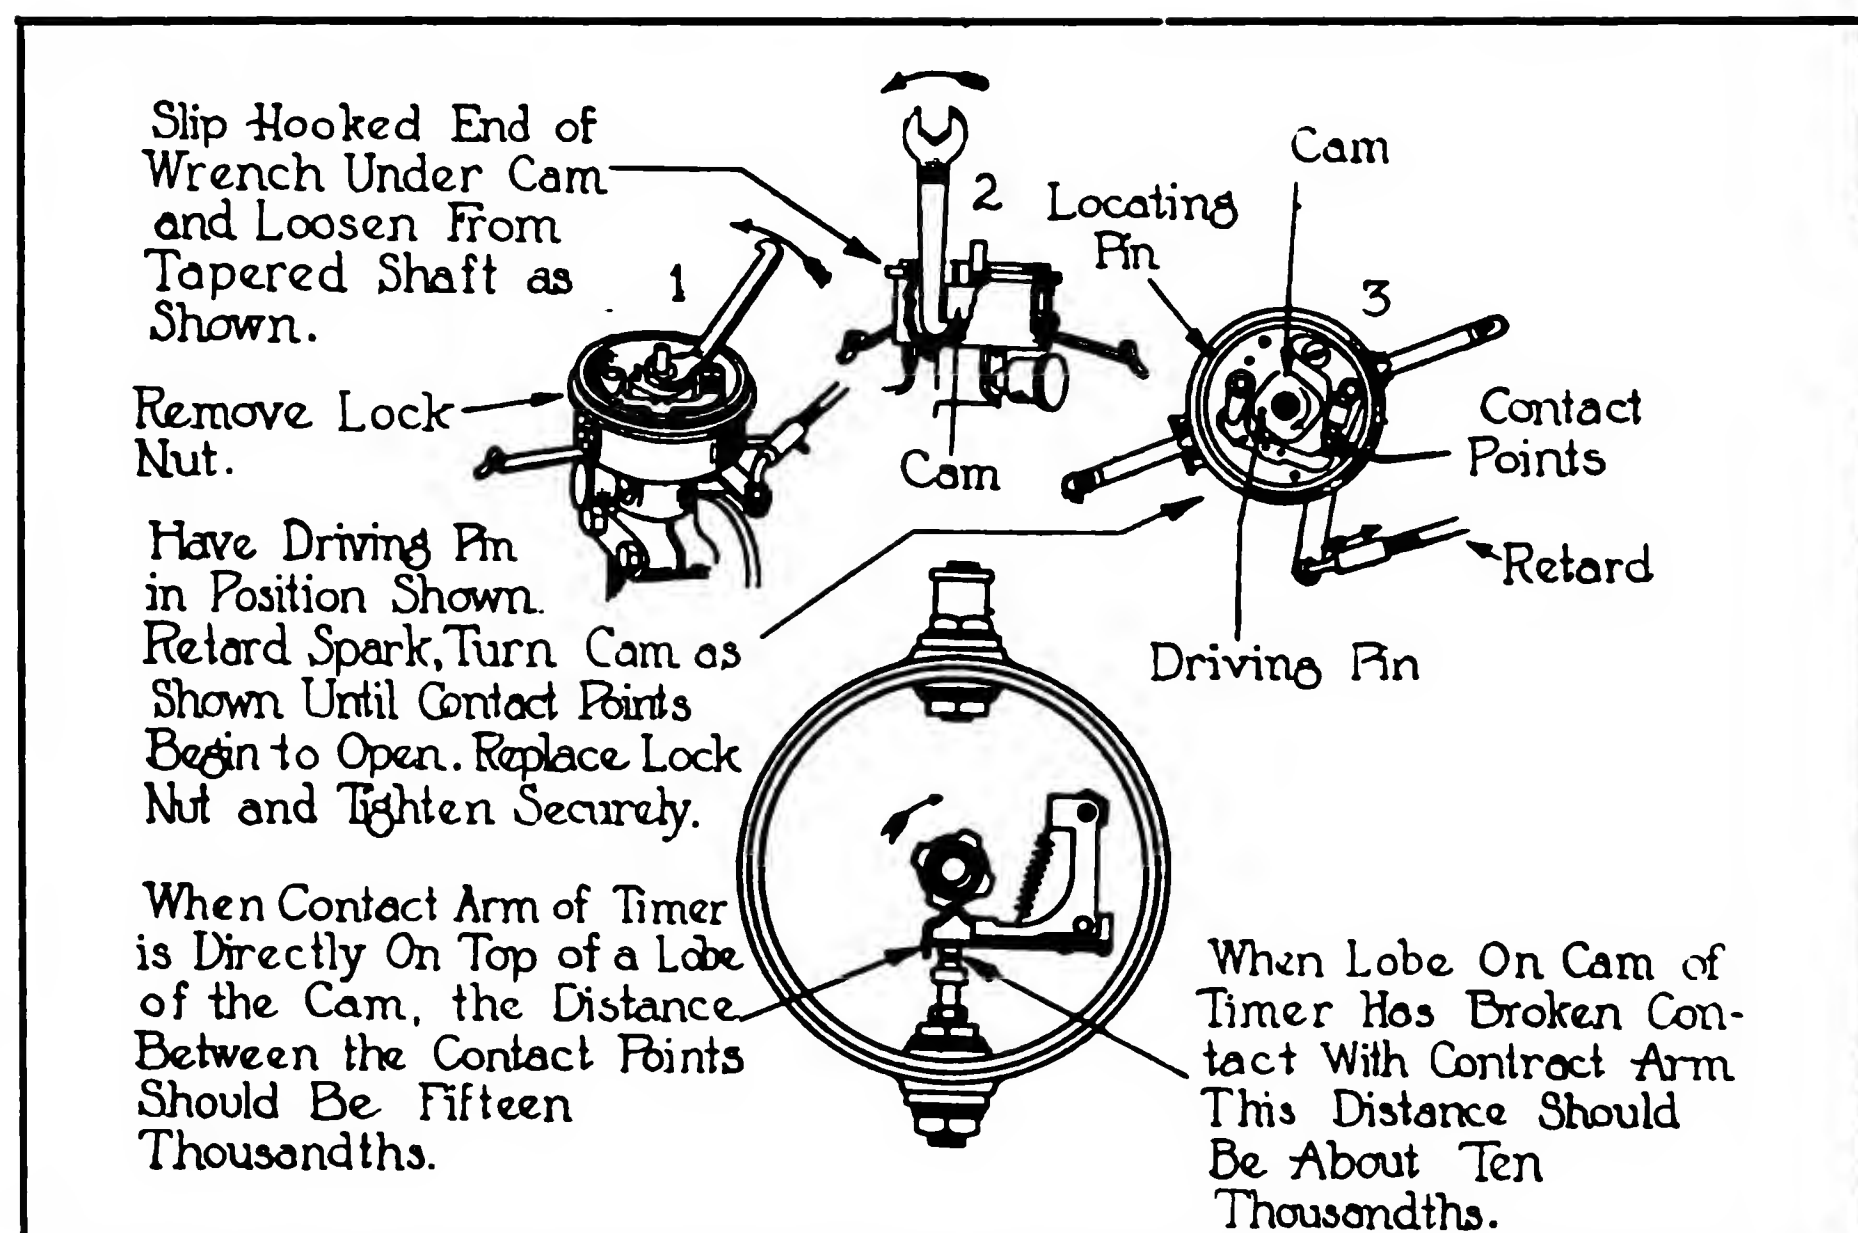 Slip Hooked End of
Wrench Under Cam
and Loosen From
Tapered Shaft as
Shown.
1
2
Cam
Locating
Pin
3
Remove Lock
Nut.
Cam
Contact
Points
Have Driving Pin
in Position Shown.
Retard Spark, Turn Cam as
Shown Until Contact Points
Begin to Open. Replace Lock
Nut and Tighten Securely.
Retard
Driving Pin
When Contact Arm of Timer
is Directly On Top of a Lobe
of the Cam, the Distance
Between the Contact Points
Should Be Fifteen
Thousandths.
When Lobe On Cam of
Timer Has Broken Con-
tact With Contract Arm
This Distance Should
Be About Ten
Thousandths.